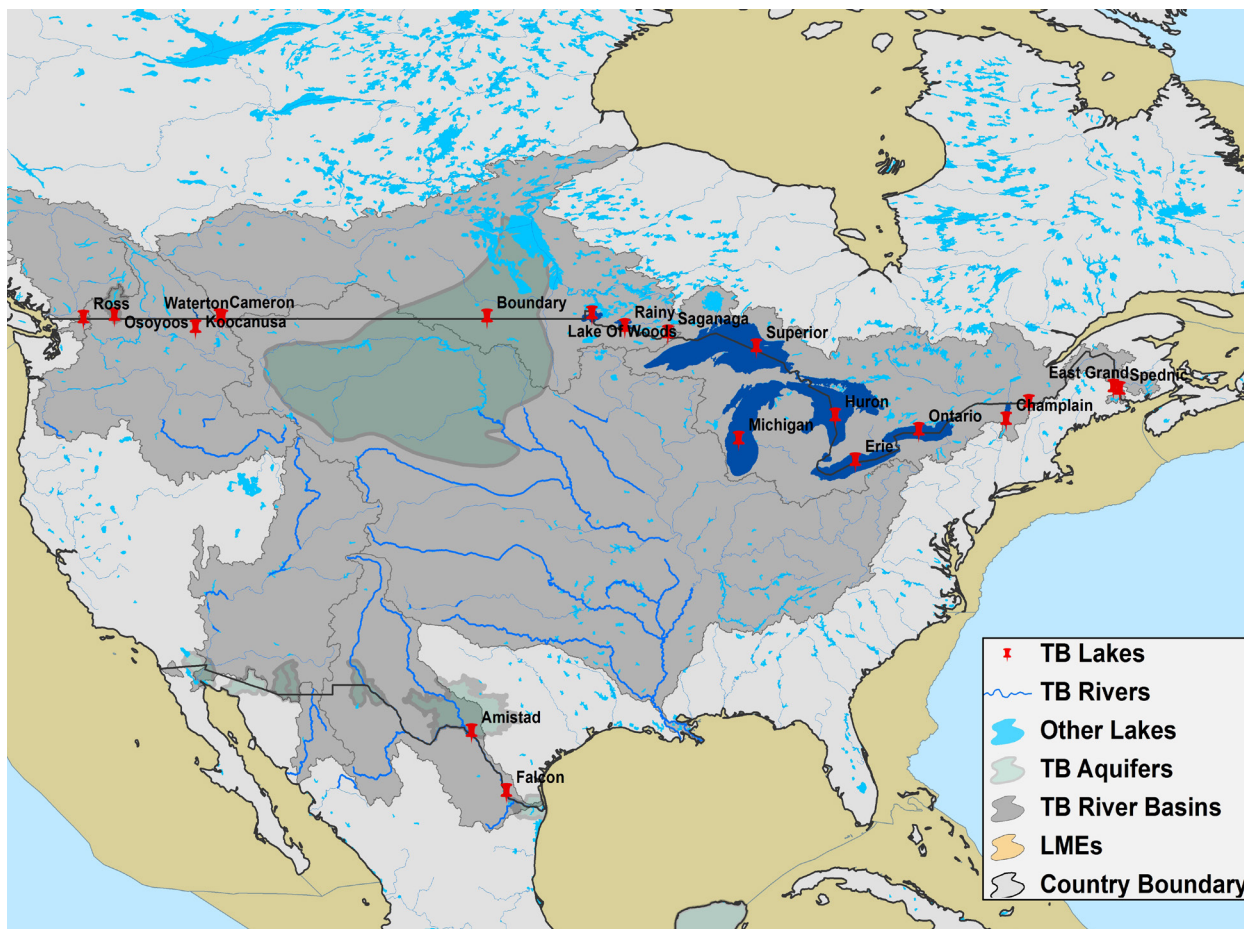 Ross
Waterton
Cameron
Boundary
Osoyoos
Koocanusa
Rainy
Lake Of Woods
Saganaga
Superior
East Grand
Spednic
Huron
Champlain
Michigan
Ontario
Erie
Amistad
Falcon
TB Lakes
TB Rivers
Other Lakes
TB Aquifers
TB River Basins
LMEs
Country Boundary